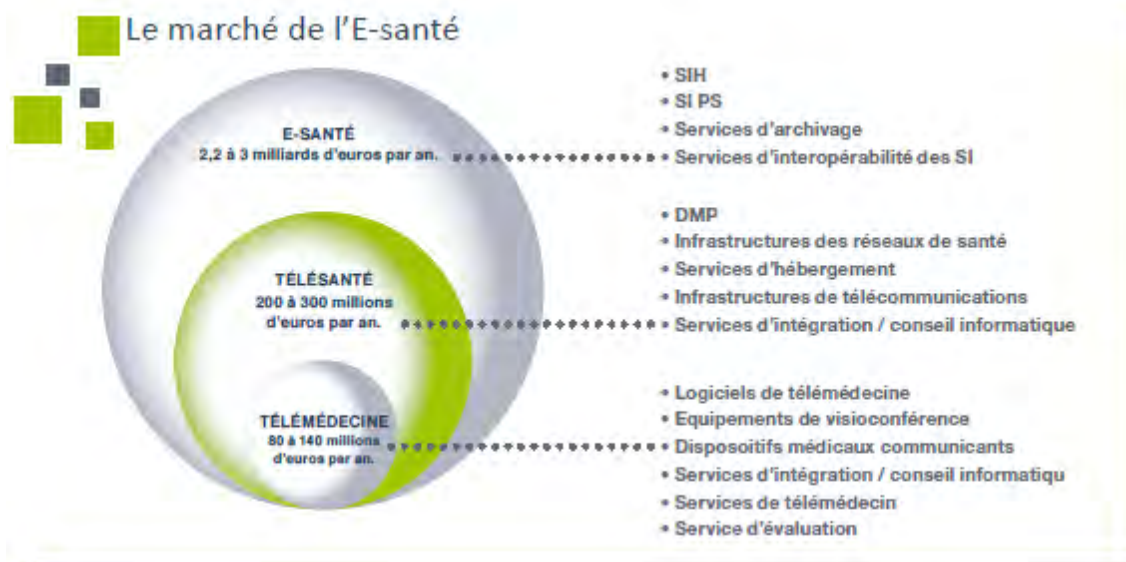 Le marché de l'E-santé
E-SANTÉ
2,2 à 3 milliards d'euros par an.
• SIH
• SI PS
• Services d'archivage
• Services d'interopérabilité des SI
TÉLÉSANTÉ
200 à 300 millions
d'euros par an.
• DMP
• Infrastructures des réseaux de santé
• Services d'hébergement
• Infrastructures de télécommunications
• Services d'intégration / conseil informatique
TÉLÉMÉDECINE
80 à 140 millions
d'euros par an.
• Logiciels de télémédecine
• Equipements de visioconférence
• Disposoitifs médicaux communicants
• Services d'intégration / conseil informatiqu
• Services de télémédecin
• Service d'évaluation